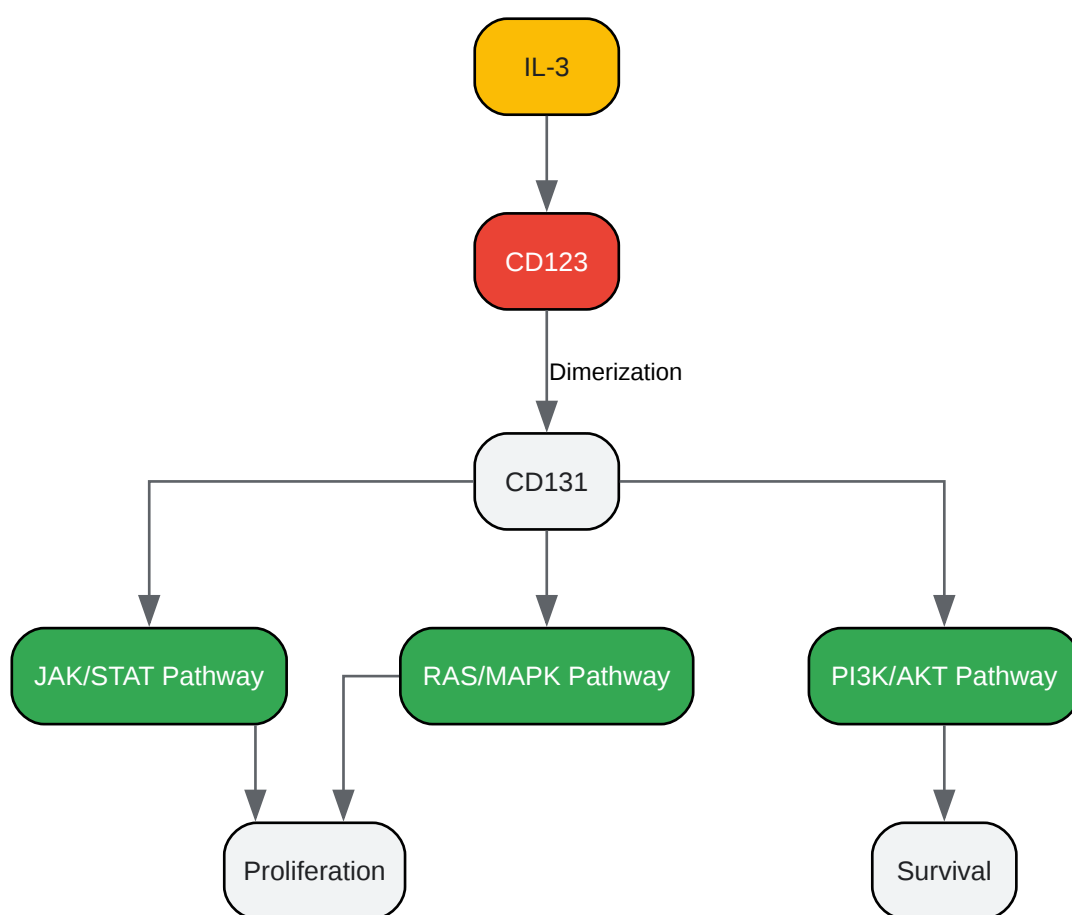 IL-3
CD123
Dimerization
CD131
JAK/STAT Pathway
RAS/MAPK Pathway
PI3K/AKT Pathway
Proliferation
Survival